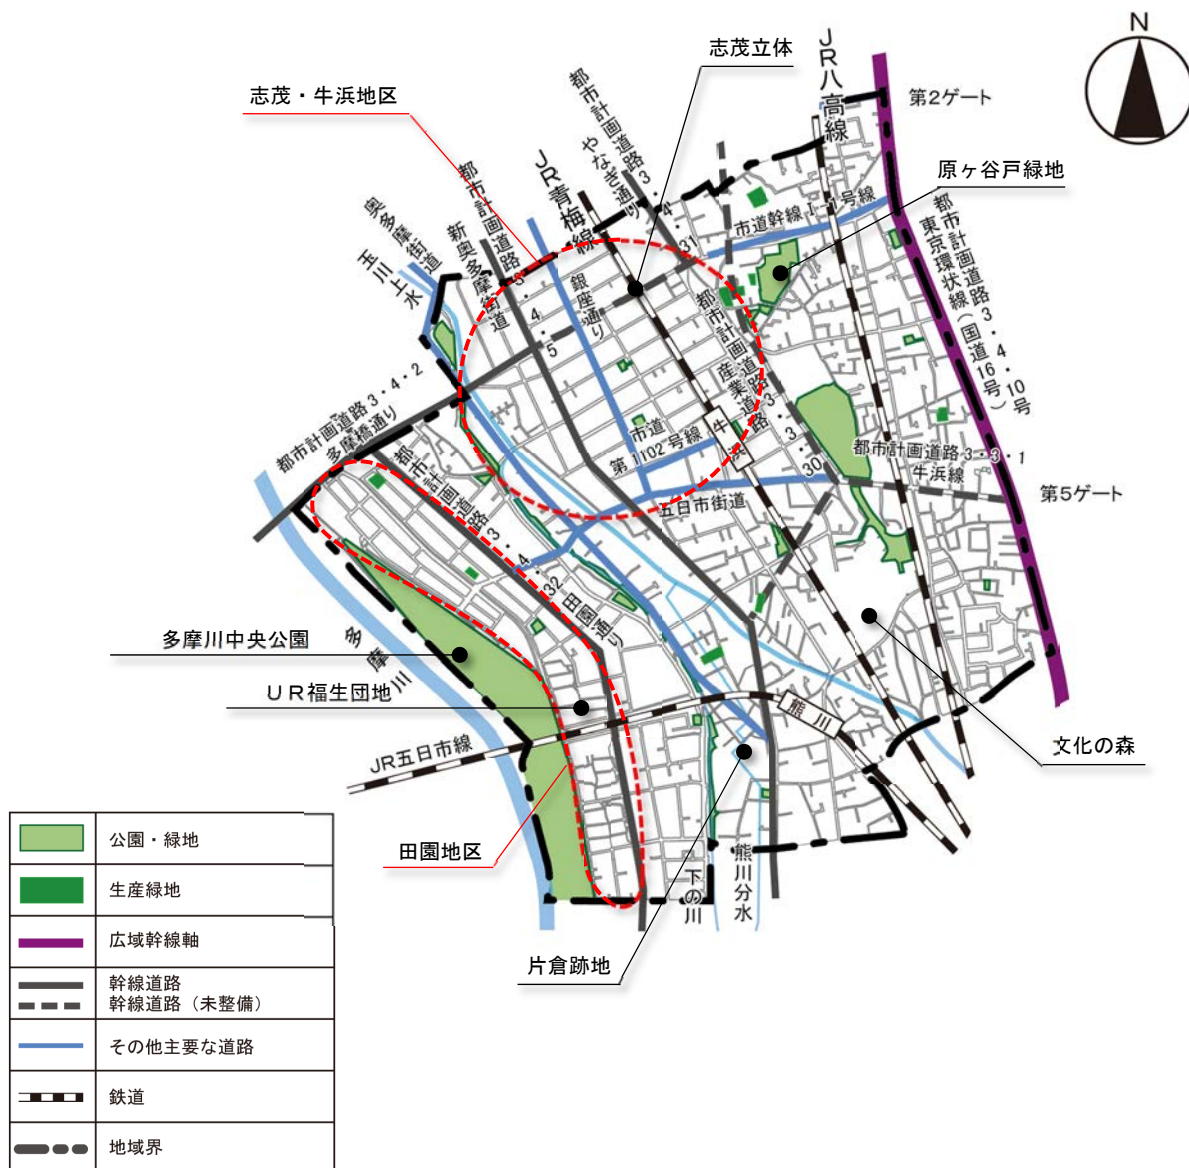 N
志茂立体
JR八高線
第2ゲート
志茂・牛浜地区
都市計画道路3・4・31
やなぎ通り
原ヶ谷戸緑地
JR青梅線
都市計画道路3・4・5
新奥多摩街道
奥多摩街道
玉川上水
市道幹線Ⅰ-1号線
都市計画道路3・4・10号
東京環状線(国道16号)
銀座通り
都市計画道路3・3・30
産業道路
都市計画道路3・4・2
多摩橋通り
牛浜
市道
第1102号線
都市計画道路3・3・1
牛浜線
第5ゲート
五日市街道
都市計画道路3・4・32
田園通り
多摩川中央公園
多摩川
UR福生団地
熊川
JR五日市線
文化の森
田園地区
下の川
熊川分水
片倉跡地
公園・緑地
生産緑地
広域幹線軸
幹線道路
幹線道路(未整備)
その他主要な道路
鉄道
地域界